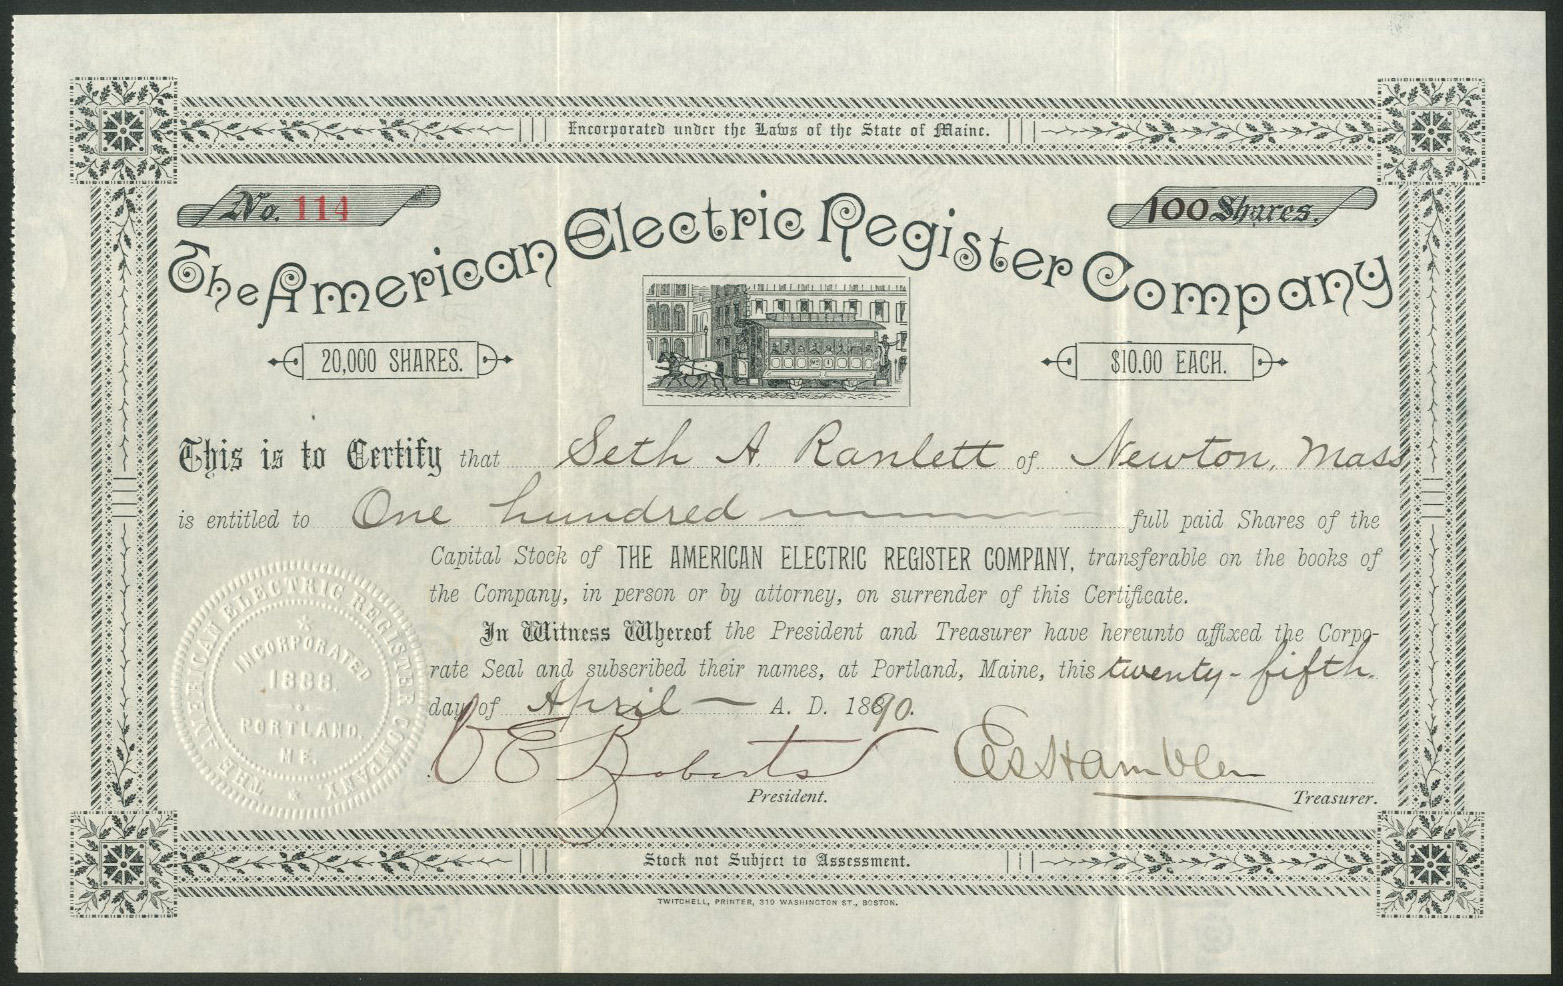 Incorporated under the Laws of the State of Maine.
No. 114
100 Shares.
The American Electric Register Company
20,000 SHARES.
$10.00 EACH.
This is to Certify that Seth A. Ranlett of Newton, Mass
is entitled to One hundred full paid Shares of the
Capital Stock of THE AMERICAN ELECTRIC REGISTER COMPANY, transferable on the books of
the Company, in person or by attorney, on surrender of this Certificate.
In Witness Whereof the President and Treasurer have hereunto affixed the Corpo-
rate Seal and subscribed their names, at Portland, Maine, this twenty-fifth
day of April A. D. 1890.
E Roberts
President.
Hamblen
Treasurer.
THE AMERICAN ELECTRIC REGISTER COMPANY
INCORPORATED
1888.
PORTLAND,
ME.
Stock not Subject to Assessment.
TWITCHELL, PRINTER, 319 WASHINGTON ST., BOSTON.